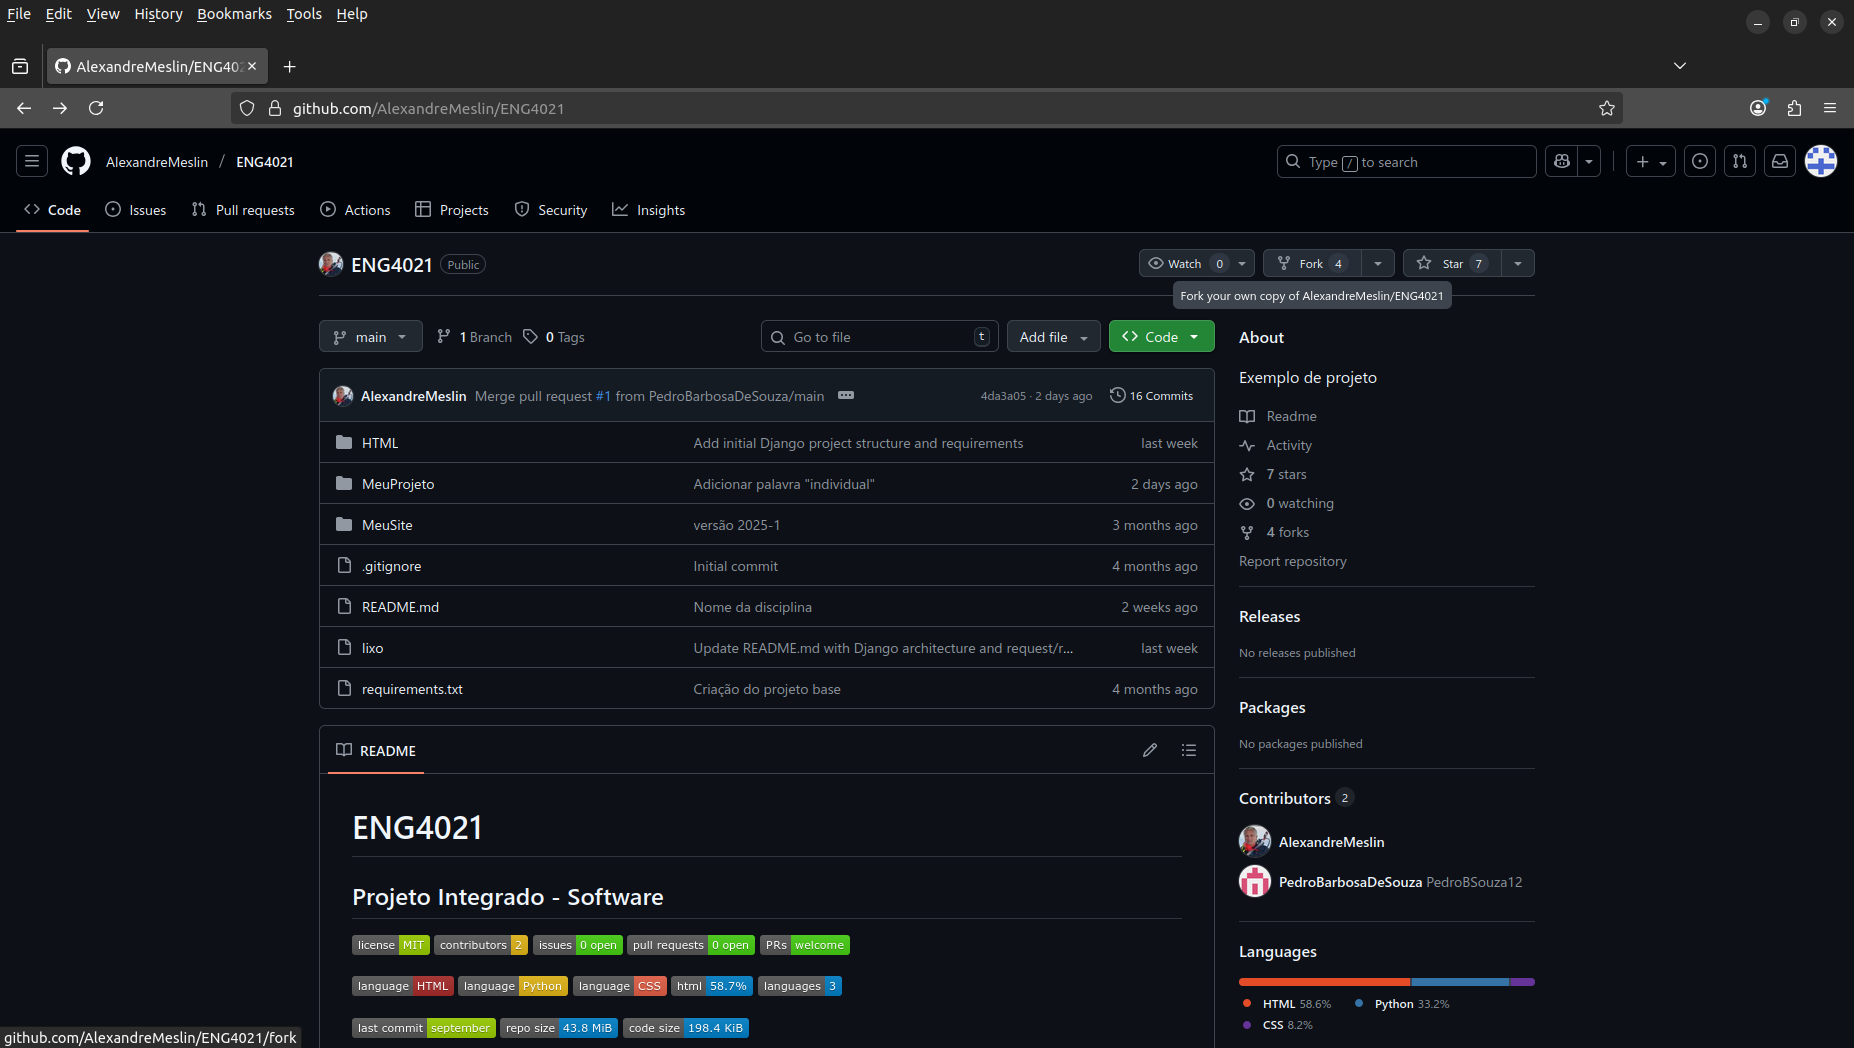 File Edit View History Bookmarks Tools Help
AlexandreMeslin/ENG402
github.com/AlexandreMeslin/ENG4021
AlexandreMeslin / ENG4021
Type / to search
Code Issues Pull requests Actions Projects Security Insights
ENG4021 Public
Watch 0 Fork 4 Star 7
Fork your own copy of AlexandreMeslin/ENG4021
main 1 Branch 0 Tags Go to file t Add file Code
About
Exemplo de projeto
AlexandreMeslin Merge pull request #1 from PedroBarbosaDeSouza/main 4da3a05 · 2 days ago 16 Commits
HTML Add initial Django project structure and requirements last week
MeuProjeto Adicionar palavra "individual" 2 days ago
MeuSite versão 2025-1 3 months ago
.gitignore Initial commit 4 months ago
README.md Nome da disciplina 2 weeks ago
lixo Update README.md with Django architecture and request/r... last week
requirements.txt Criação do projeto base 4 months ago
Readme
Activity
7 stars
0 watching
4 forks
Report repository
Releases
No releases published
Packages
No packages published
Contributors 2
AlexandreMeslin
PedroBarbosaDeSouza PedroBSouza12
Languages
HTML 58.6% Python 33.2%
CSS 8.2%
README
ENG4021
Projeto Integrado - Software
license MIT contributors 2 issues 0 open pull requests 0 open PRs welcome
language HTML language Python language CSS html 58.7% languages 3
last commit september repo size 43.8 MiB code size 198.4 KiB
github.com/AlexandreMeslin/ENG4021/fork